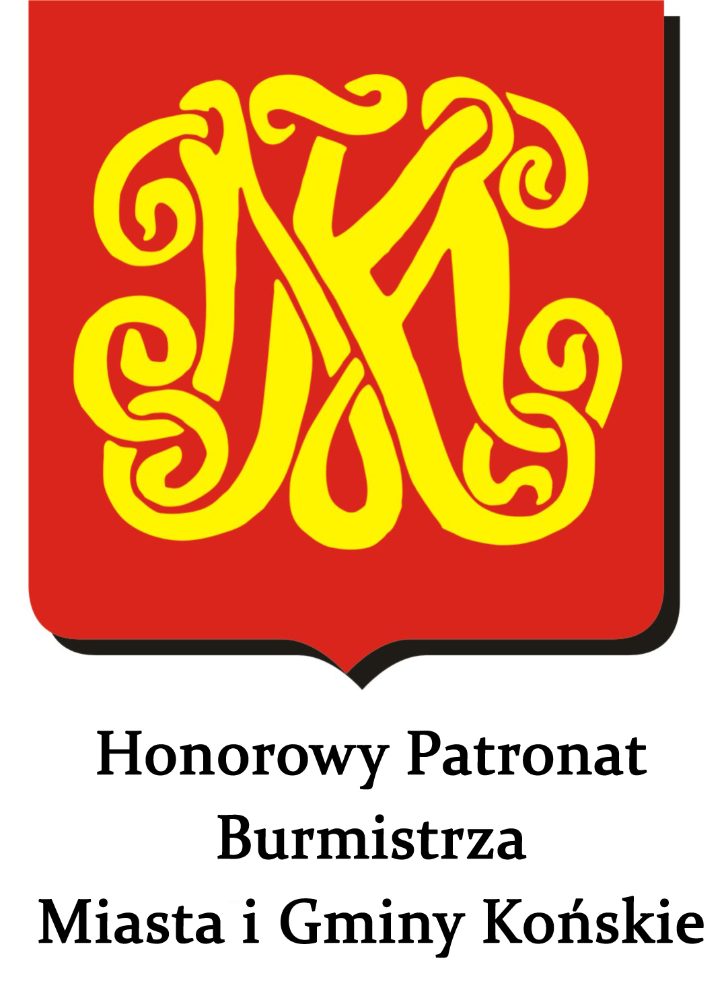 Honorowy Patronat
Burmistrza
Miasta i Gminy Końskie